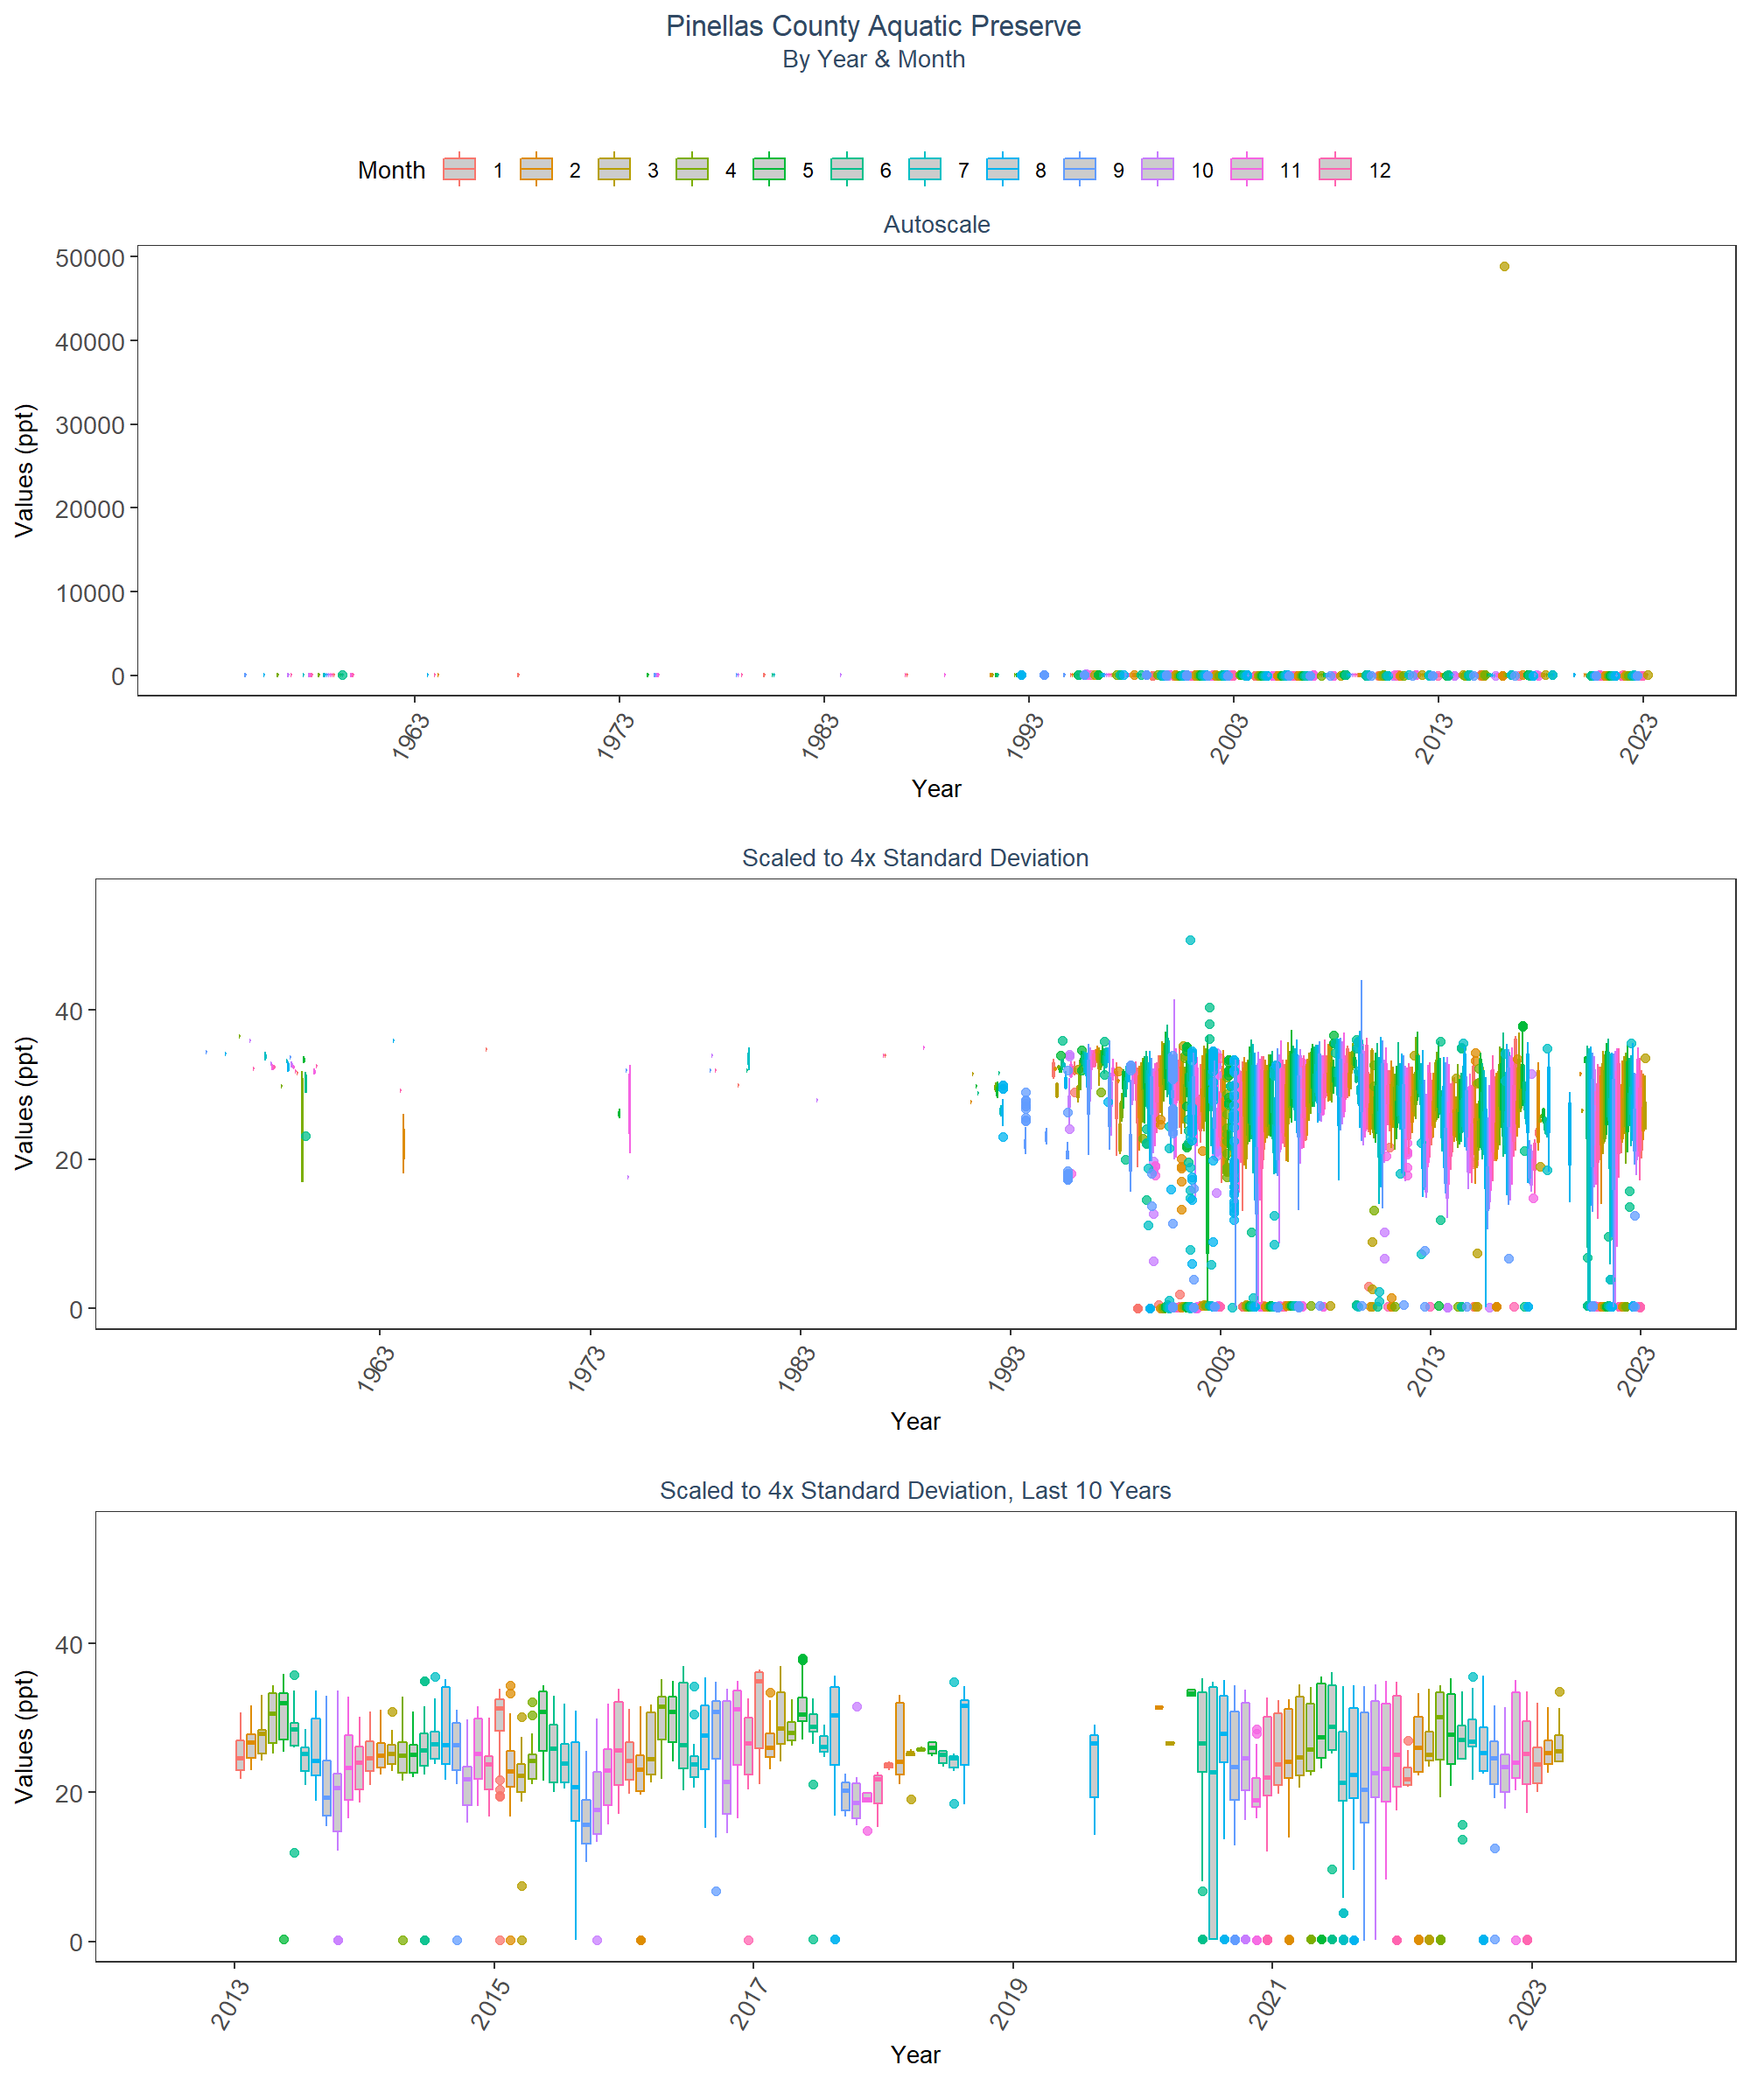 Pinellas County Aquatic Preserve
By Year & Month
Month 1 2 3 4 5 6 7 8 9 10 11 12
Autoscale
50000
40000
30000
20000
10000
0
Values (ppt)
1963 1973 1983 1993 2003 2013 2023
Year
Scaled to 4x Standard Deviation
40
20
0
Values (ppt)
1963 1973 1983 1993 2003 2013 2023
Year
Scaled to 4x Standard Deviation, Last 10 Years
40
20
0
Values (ppt)
2013 2015 2017 2019 2021 2023
Year